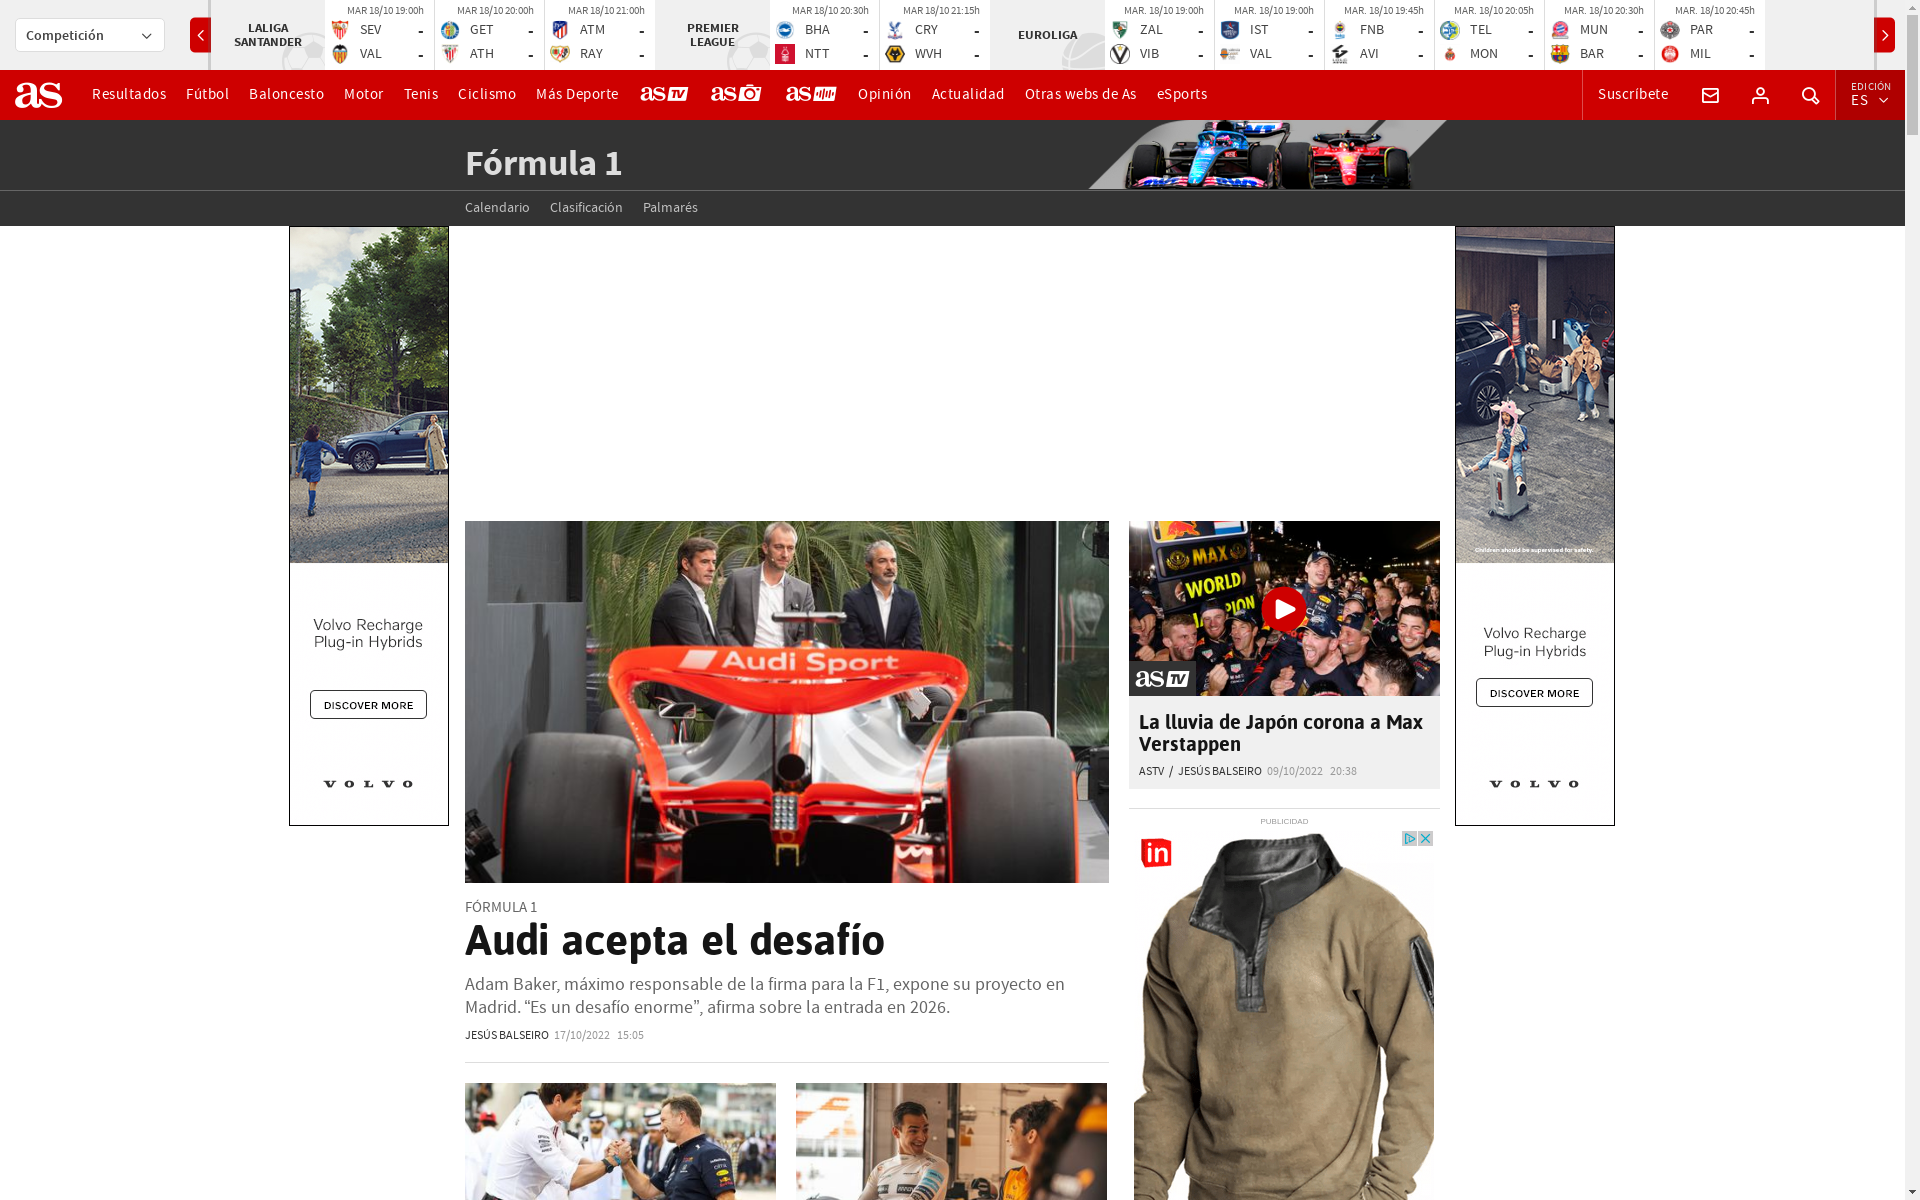 Competición
LALIGA
SANTANDER
MAR 18/10 19:00h
SEV -
VAL -
MAR 18/10 20:00h
GET -
ATH -
MAR 18/10 21:00h
ATM -
RAY -
PREMIER
LEAGUE
MAR 18/10 20:30h
BHA -
NTT -
MAR 18/10 21:15h
CRY -
WVH -
EUROLIGA
MAR. 18/10 19:00h
ZAL -
VIB -
MAR. 18/10 19:00h
IST -
VAL -
MAR. 18/10 19:45h
FNB -
AVI -
MAR. 18/10 20:05h
TEL -
MON -
MAR. 18/10 20:30h
MUN -
BAR -
MAR. 18/10 20:45h
PAR -
MIL -
as Resultados Fútbol Baloncesto Motor Tenis Ciclismo Más Deporte as TV as as Opinión Actualidad Otras webs de As eSports Suscríbete
EDICIÓN
ES
Fórmula 1
Calendario Clasificación Palmarés
Volvo Recharge
Plug-in Hybrids
DISCOVER MORE
VOLVO
Audi Sport
FÓRMULA 1
Audi acepta el desafío
Adam Baker, máximo responsable de la firma para la F1, expone su proyecto en
Madrid. “Es un desafío enorme”, afirma sobre la entrada en 2026.
JESÚS BALSEIRO 17/10/2022 15:05
MAX
WORLD
CHAMPION
as TV
La lluvia de Japón corona a Max
Verstappen
ASTV / JESÚS BALSEIRO 09/10/2022 20:38
PUBLICIDAD
in
Children should be supervised for safety.
Volvo Recharge
Plug-in Hybrids
DISCOVER MORE
VOLVO